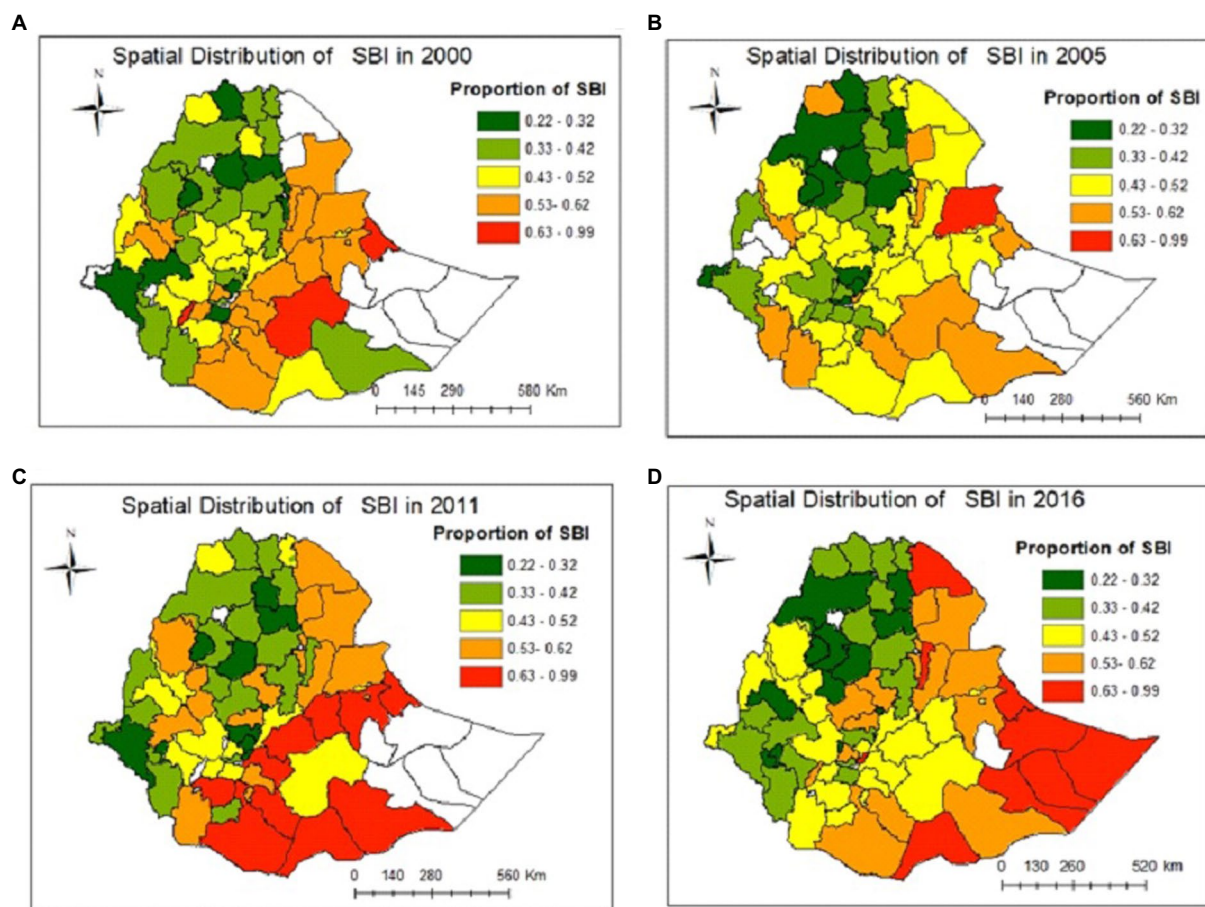 A
Spatial Distribution of SBI in 2000
N
Proportion of SBI
0.22 - 0.32
0.33 - 0.42
0.43 - 0.52
0.53- 0.62
0.63 - 0.99
0 145 290 580 Km
B
Spatial Distribution of SBI in 2005
N
Proportion of SBI
0.22 - 0.32
0.33 - 0.42
0.43 - 0.52
0.53- 0.62
0.63 - 0.99
0 140 280 560 Km
C
Spatial Distribution of SBI in 2011
N
Proportion of SBI
0.22 - 0.32
0.33 - 0.42
0.43 - 0.52
0.53- 0.62
0.63 - 0.99
0 140 280 560 Km
D
Spatial Distribution of SBI in 2016
N
Proportion of SBI
0.22 - 0.32
0.33 - 0.42
0.43 - 0.52
0.53- 0.62
0.63 - 0.99
0 130 260 520 Km